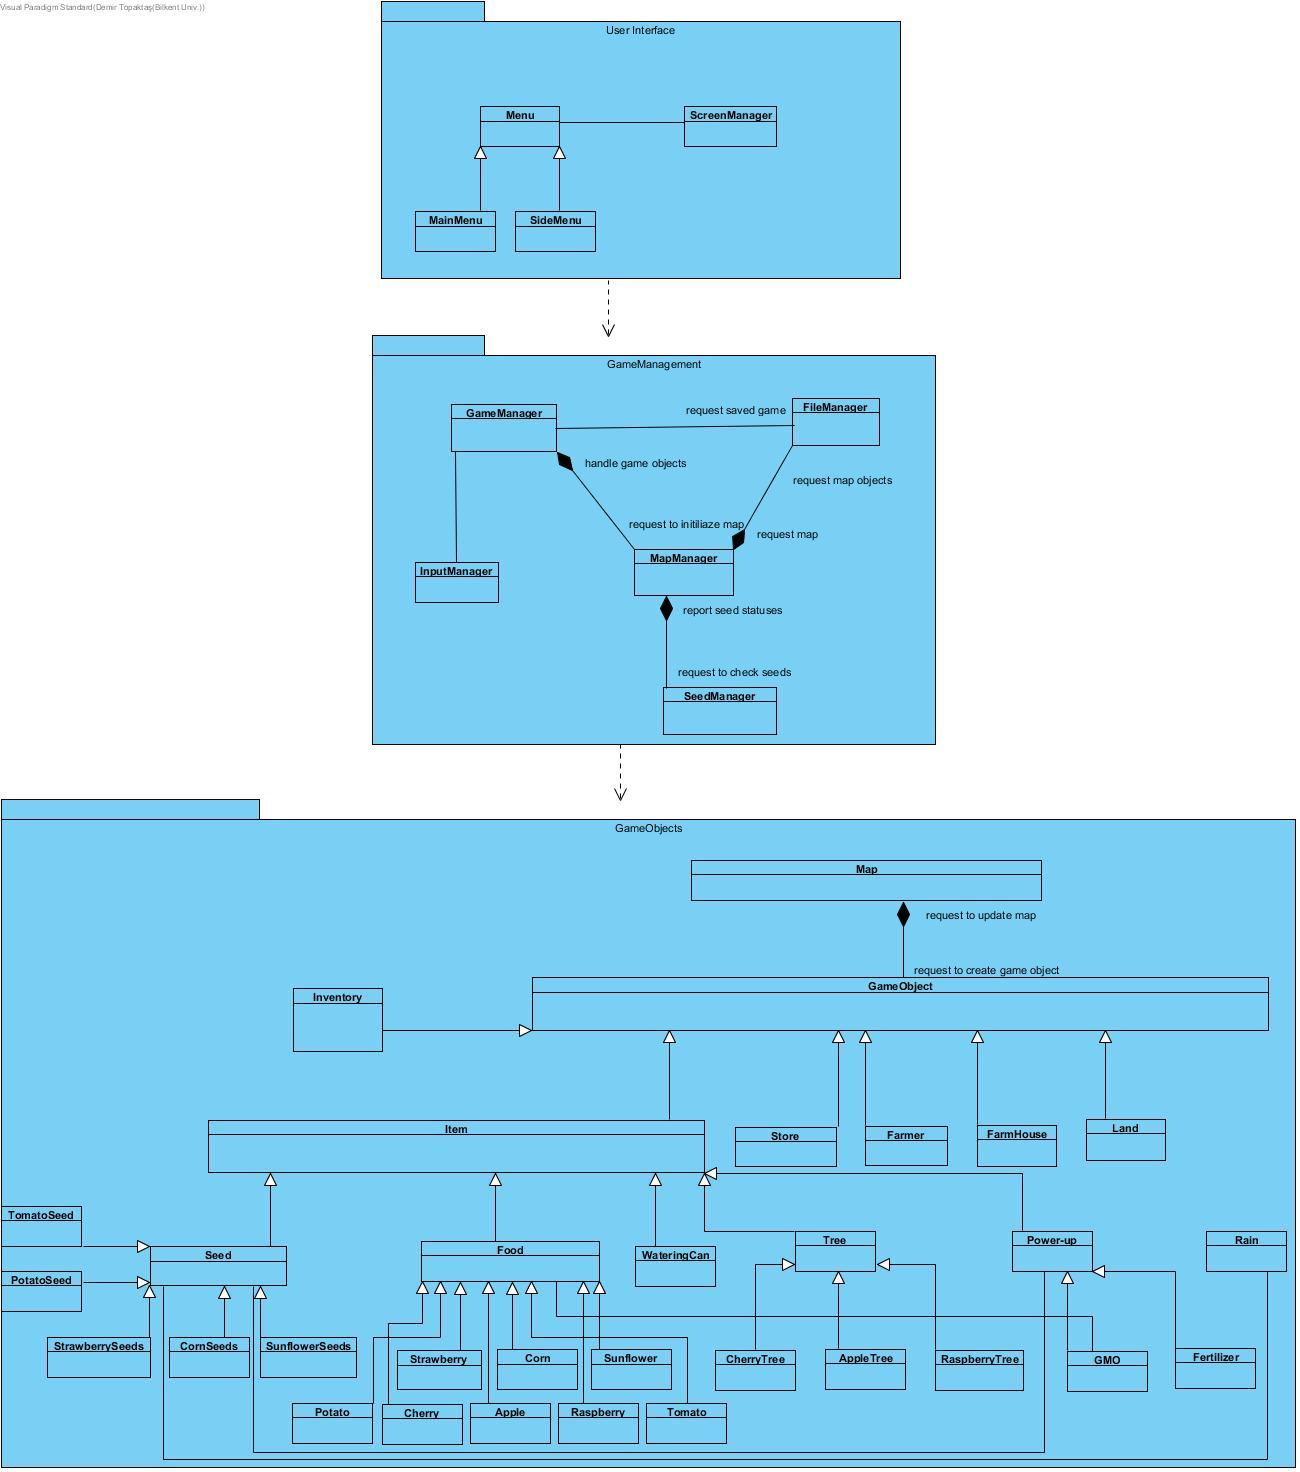 Visual Paradigm Standard(Demir Topaktaş(Bilkent Univ.))
User Interface
Menu
ScreenManager
MainMenu
SideMenu
GameManagement
GameManager
request saved game
FileManager
handle game objects
request map objects
request to initiliaze map
request map
InputManager
MapManager
report seed statuses
request to check seeds
SeedManager
GameObjects
Map
request to update map
request to create game object
GameObject
Inventory
Item
Store
Farmer
FarmHouse
Land
TomatoSeed
Seed
Food
WateringCan
Tree
Power-up
Rain
PotatoSeed
StrawberrySeeds
CornSeeds
SunflowerSeeds
Strawberry
Corn
Sunflower
CherryTree
AppleTree
RaspberryTree
GMO
Fertilizer
Potato
Cherry
Apple
Raspberry
Tomato